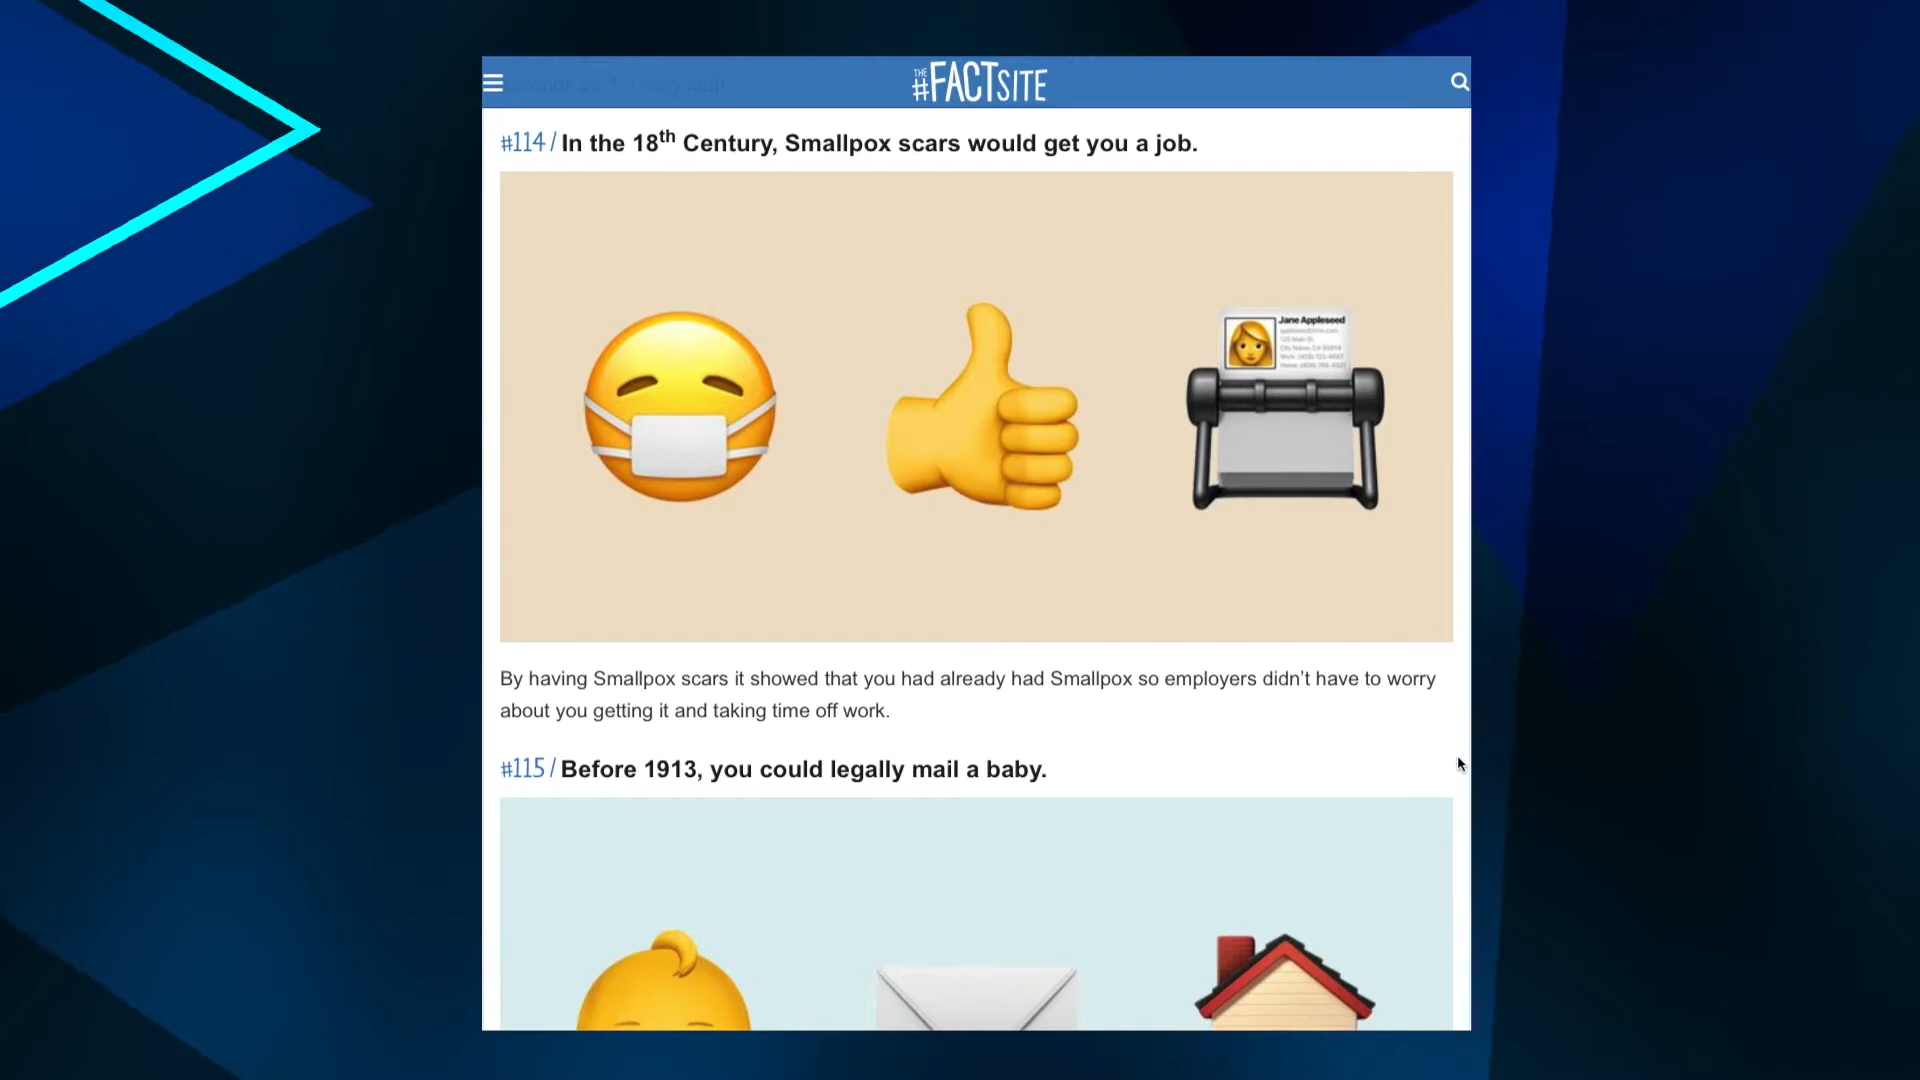 THE #FACTSITE
#114 / In the 18th Century, Smallpox scars would get you a job.
Jane Appleseed
By having Smallpox scars it showed that you had already had Smallpox so employers didn’t have to worry
about you getting it and taking time off work.
#115 / Before 1913, you could legally mail a baby.